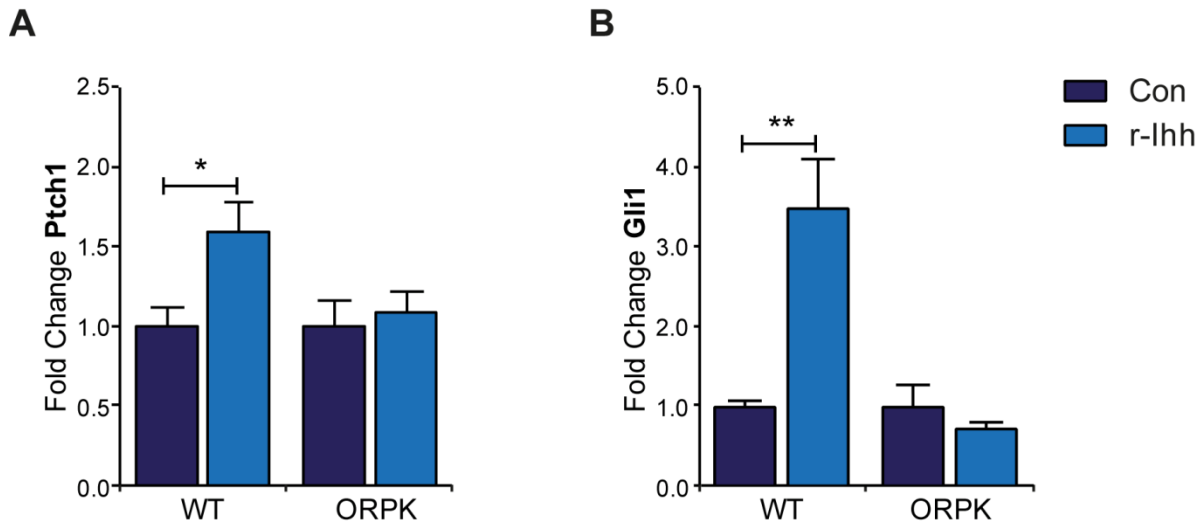 A
Fold Change Ptch1
2.5
2.0
1.5
1.0
0.5
0.0
*
WT
ORPK
B
Fold Change Gli1
5.0
4.0
3.0
2.0
1.0
0.0
**
WT
ORPK
Con
r-Ihh